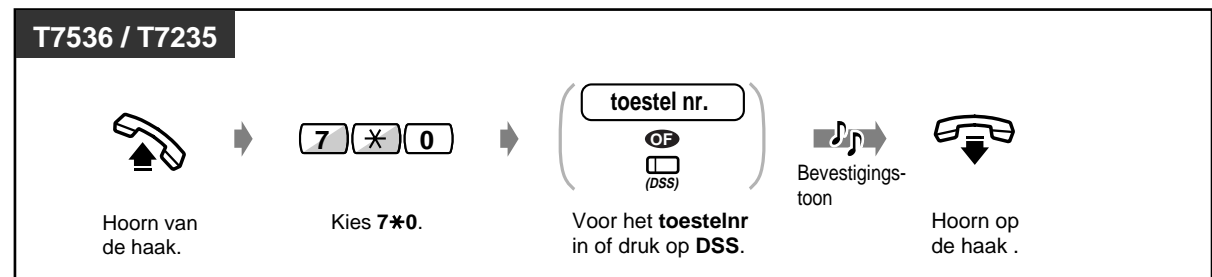 T7536 / T7235
toestel nr.
7 ✳ 0
OF
(DSS)
Bevestigings-
toon
Hoorn van
de haak.
Kies 7✳0.
Voor het toestelnr
in of druk op DSS.
Hoorn op
de haak .